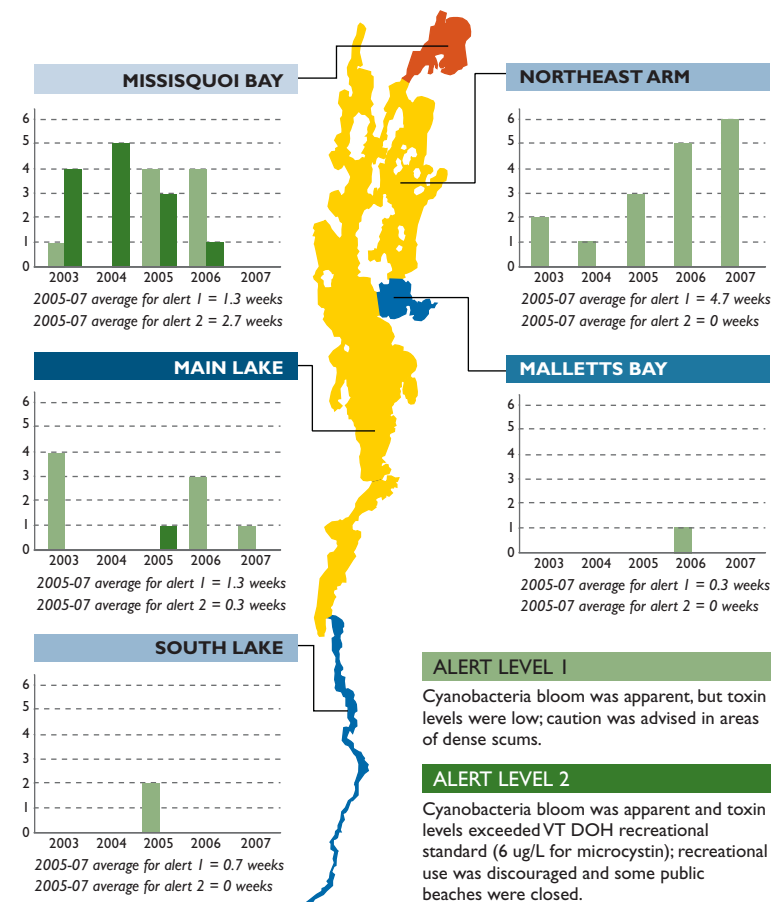 MISSISQUOI BAY
6
5
4
3
2
1
0
2003 2004 2005 2006 2007
2005-07 average for alert 1 = 1.3 weeks
2005-07 average for alert 2 = 2.7 weeks
NORTHEAST ARM
6
5
4
3
2
1
0
2003 2004 2005 2006 2007
2005-07 average for alert 1 = 4.7 weeks
2005-07 average for alert 2 = 0 weeks
MAIN LAKE
6
5
4
3
2
1
0
2003 2004 2005 2006 2007
2005-07 average for alert 1 = 1.3 weeks
2005-07 average for alert 2 = 0.3 weeks
MALLETTS BAY
6
5
4
3
2
1
0
2003 2004 2005 2006 2007
2005-07 average for alert 1 = 0.3 weeks
2005-07 average for alert 2 = 0 weeks
SOUTH LAKE
6
5
4
3
2
1
0
2003 2004 2005 2006 2007
2005-07 average for alert 1 = 0.7 weeks
2005-07 average for alert 2 = 0 weeks
ALERT LEVEL 1
Cyanobacteria bloom was apparent, but toxin
levels were low; caution was advised in areas
of dense scums.
ALERT LEVEL 2
Cyanobacteria bloom was apparent and toxin
levels exceeded VT DOH recreational
standard (6 ug/L for microcystin); recreational
use was discouraged and some public
beaches were closed.